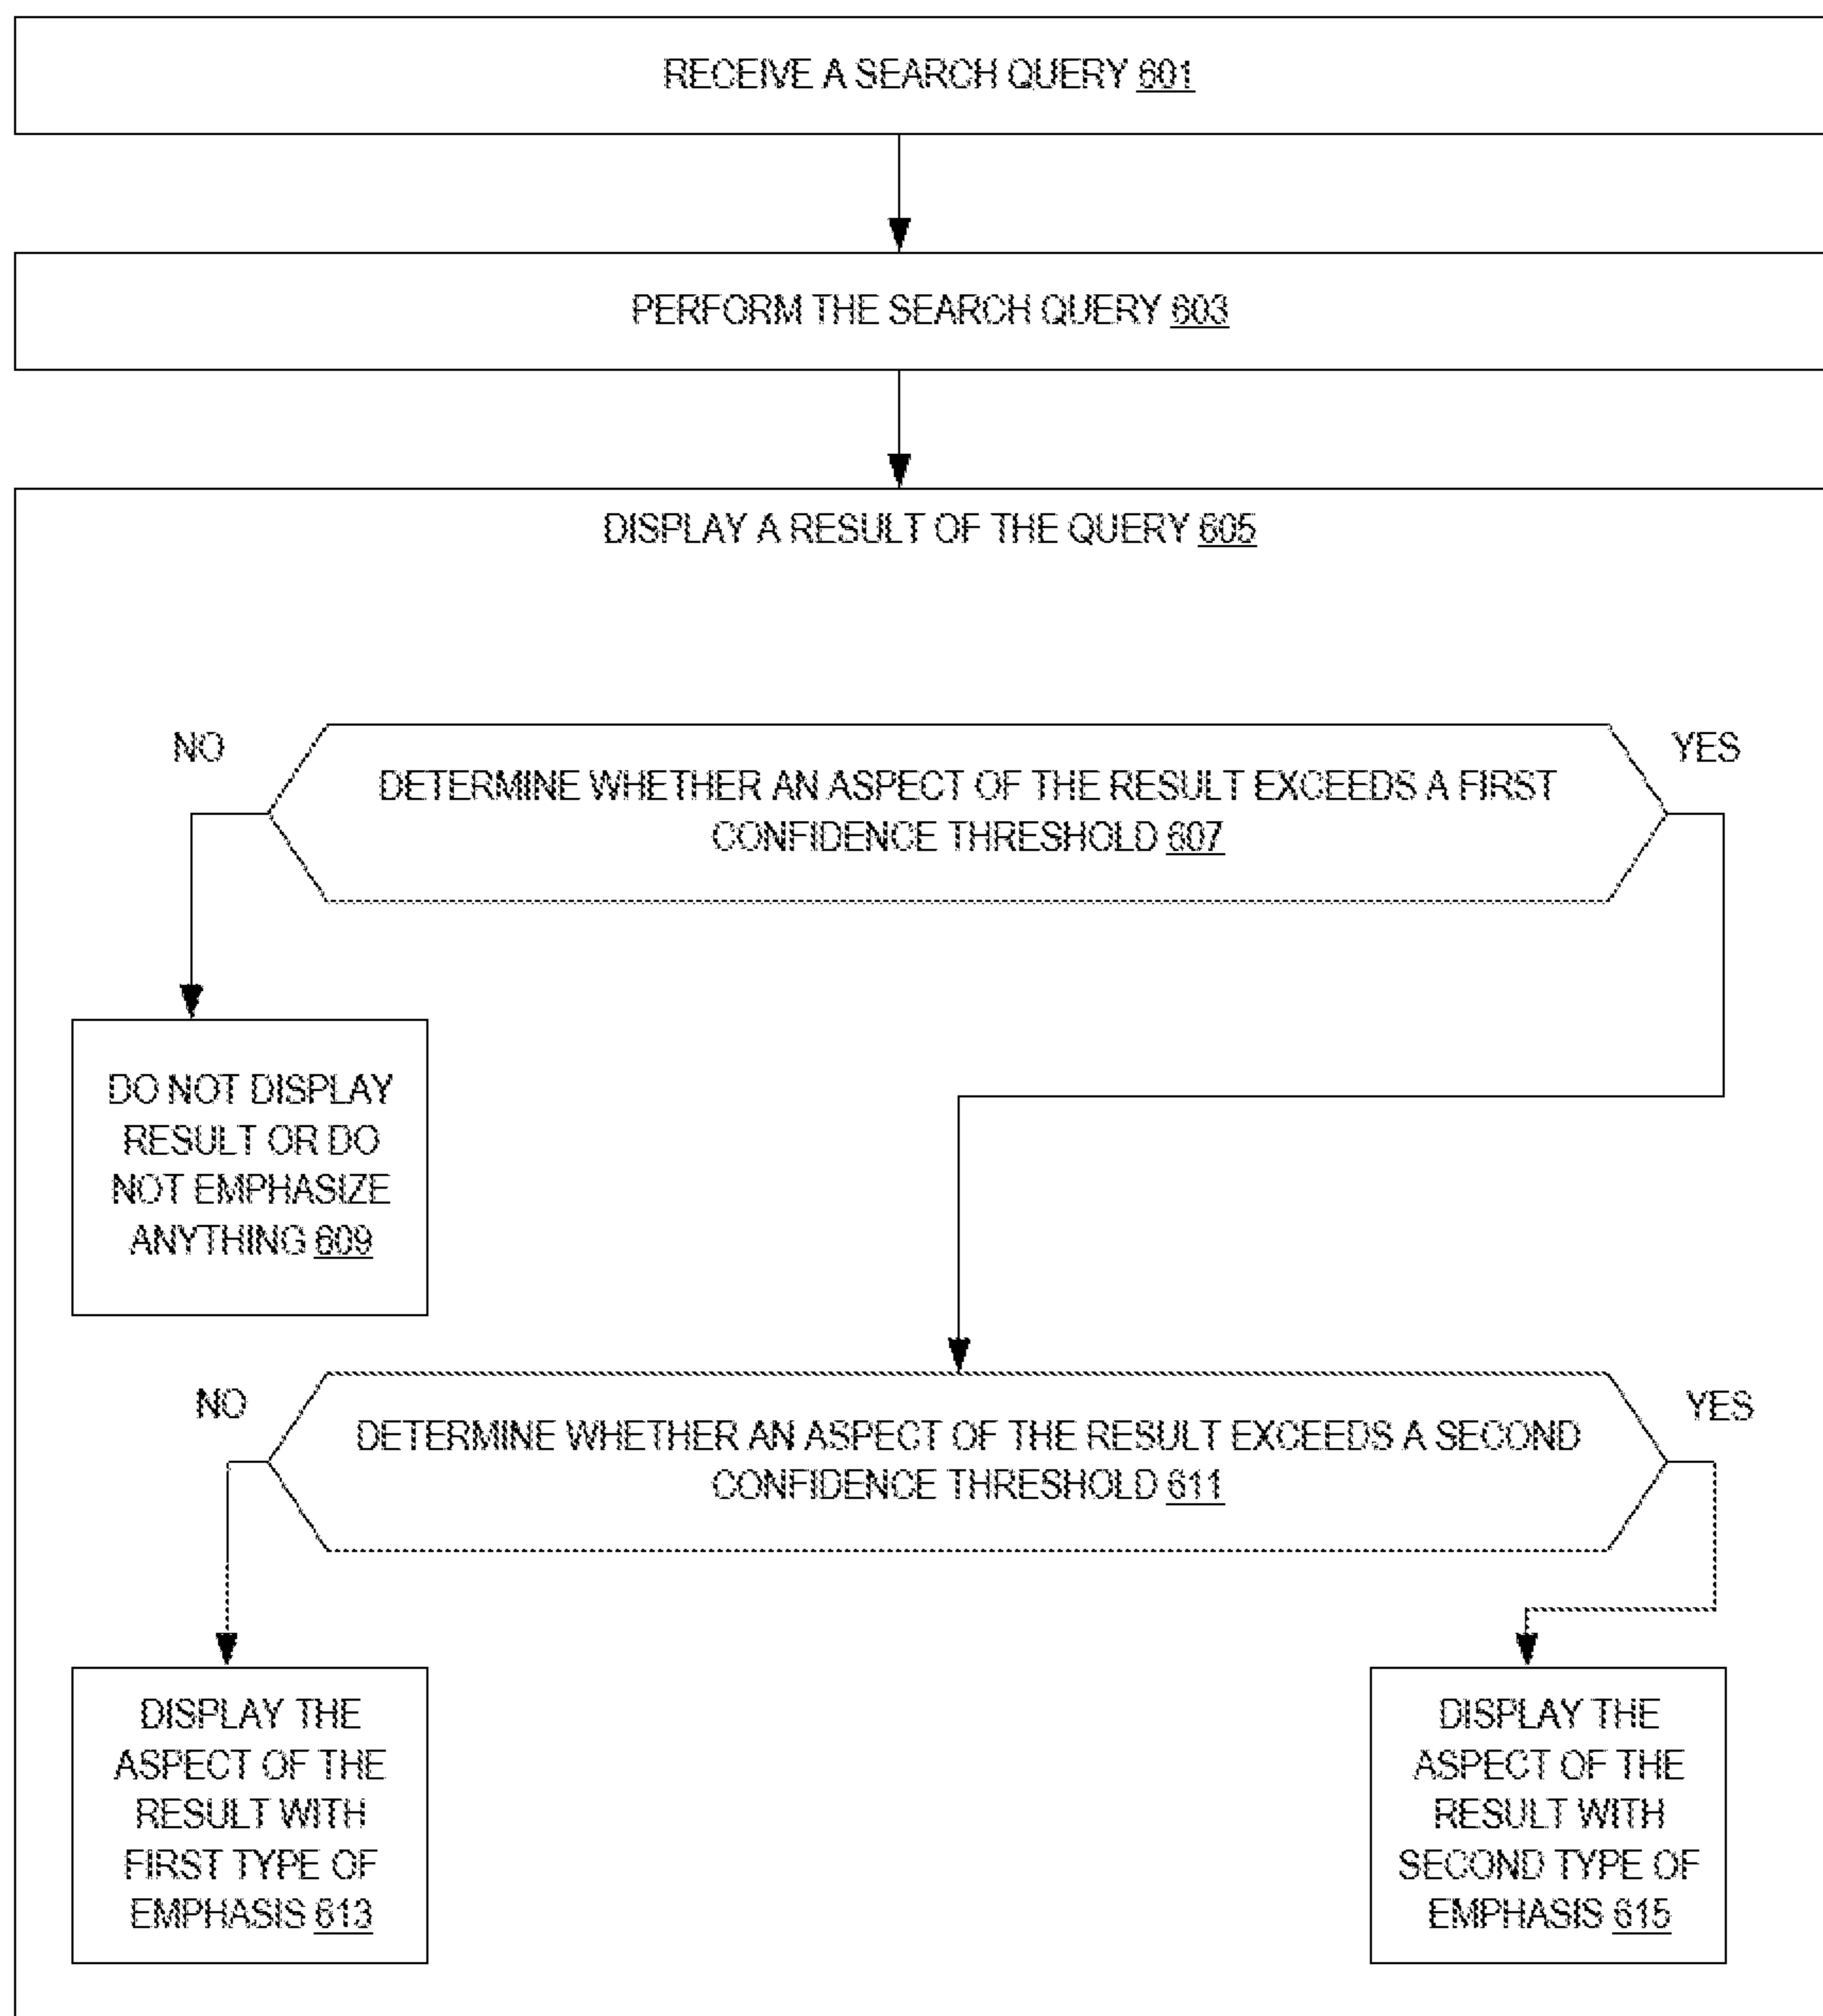 RECEIVE A SEARCH QUERY 601
PERFORM THE SEARCH QUERY 603
DISPLAY A RESULT OF THE QUERY 605
NO
YES
DETERMINE WHETHER AN ASPECT OF THE RESULT EXCEEDS A FIRST
CONFIDENCE THRESHOLD 607
DO NOT DISPLAY
RESULT OR DO
NOT EMPHASIZE
ANYTHING 609
NO
YES
DETERMINE WHETHER AN ASPECT OF THE RESULT EXCEEDS A SECOND
CONFIDENCE THRESHOLD 611
DISPLAY THE
ASPECT OF THE
RESULT WITH
FIRST TYPE OF
EMPHASIS 613
DISPLAY THE
ASPECT OF THE
RESULT WITH
SECOND TYPE OF
EMPHASIS 615